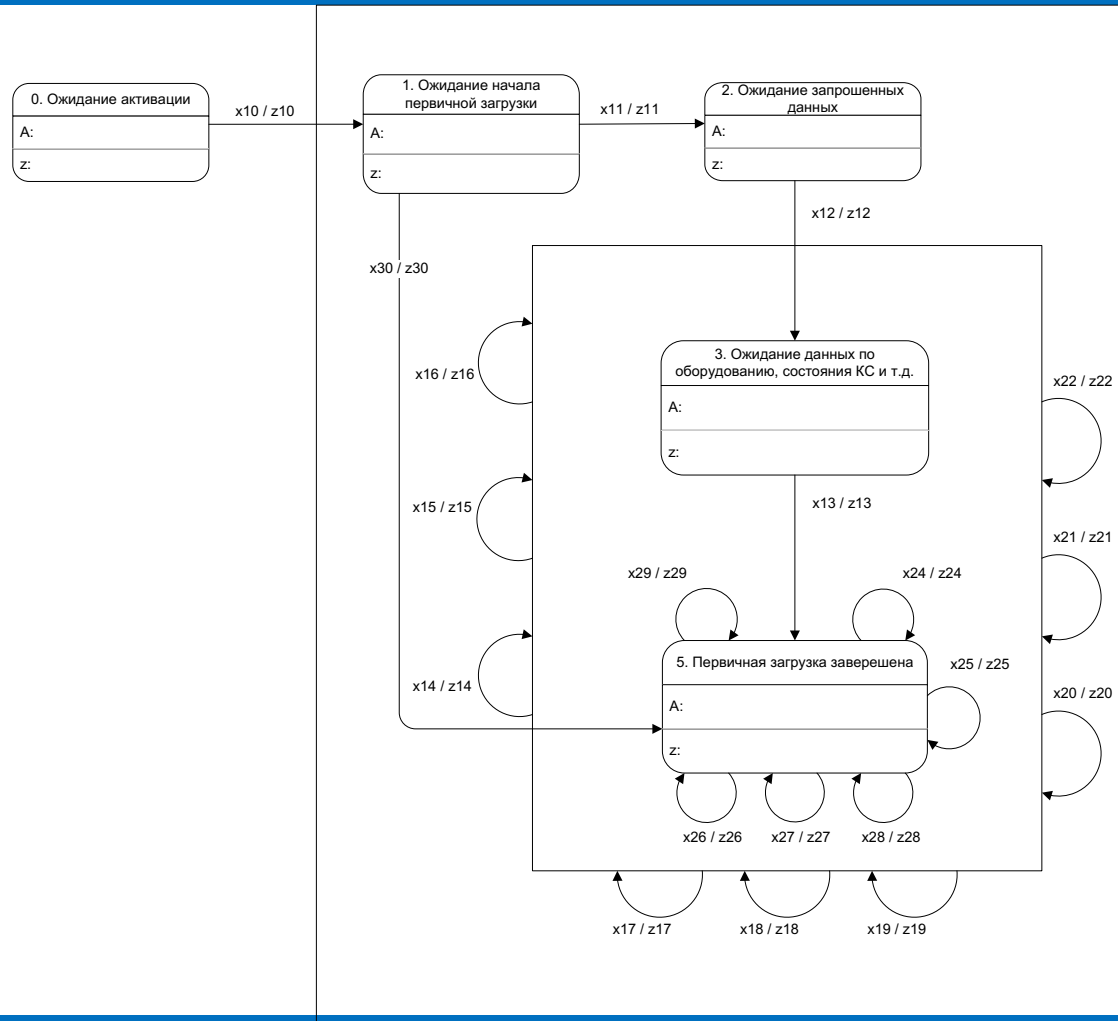 0. Ожидание активации
A:
z:
x10 / z10
1. Ожидание начала
первичной загрузки
A:
z:
x11 / z11
2. Ожидание запрошенных
данных
A:
z:
x12 / z12
x30 / z30
3. Ожидание данных по
оборудованию, состояния КС и т.д.
A:
z:
x16 / z16
x22 / z22
x15 / z15
x13 / z13
x21 / z21
x29 / z29
x24 / z24
5. Первичная загрузка заверешена
A:
z:
x25 / z25
x14 / z14
x20 / z20
x26 / z26
x27 / z27
x28 / z28
x17 / z17
x18 / z18
x19 / z19